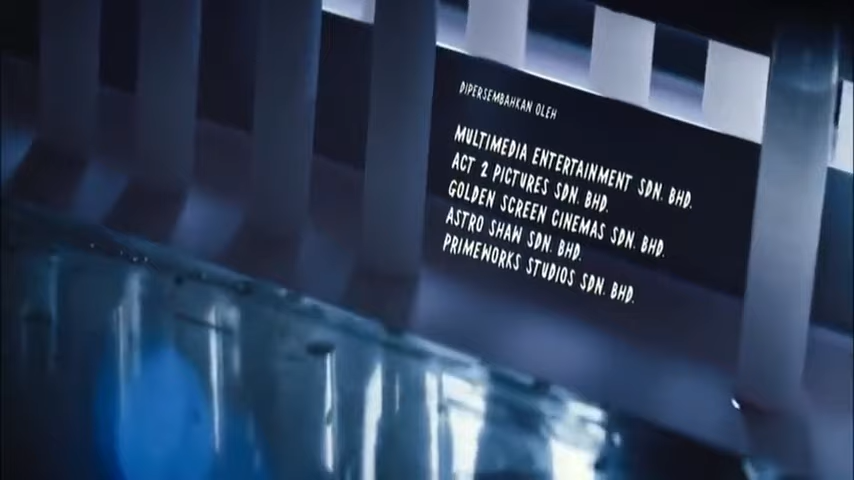 DIPERSEMBAHKAN OLEH
MULTIMEDIA ENTERTAINMENT SDN. BHD.
ACT 2 PICTURES SDN. BHD.
GOLDEN SCREEN CINEMAS SDN. BHD.
ASTRO SHAW SDN. BHD.
PRIMEWORKS STUDIOS SDN. BHD.